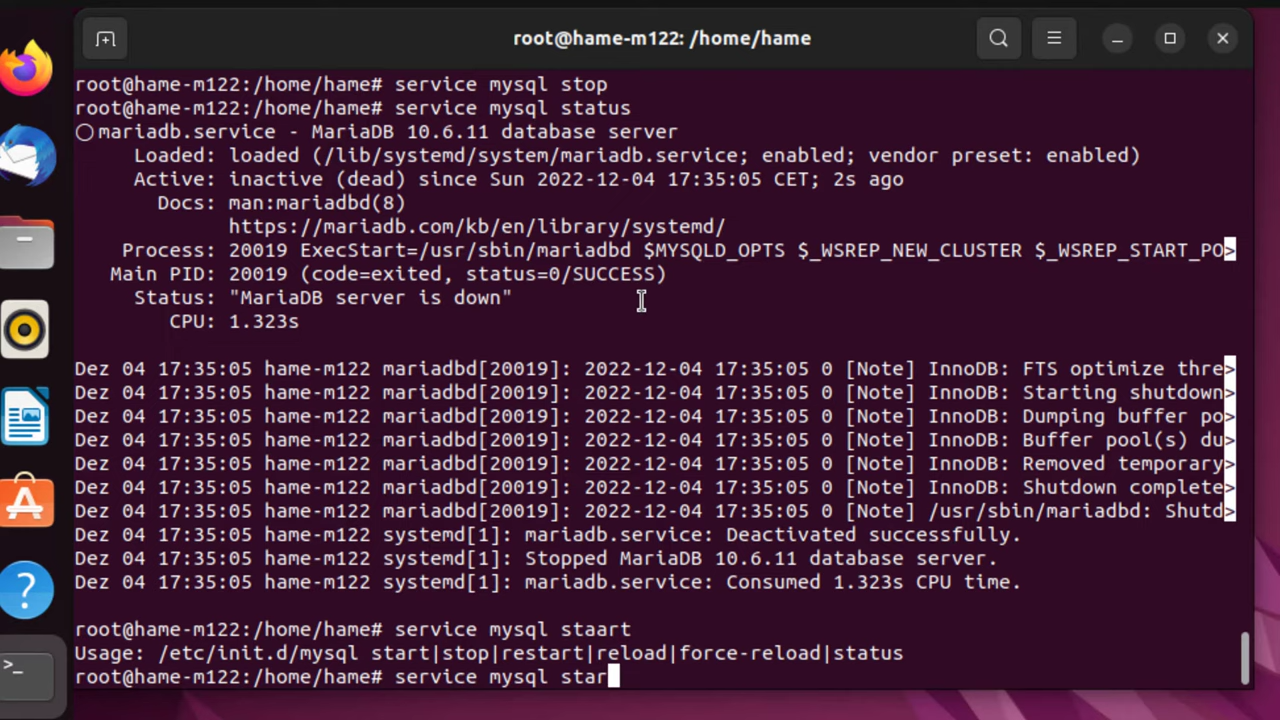 root@hame-m122: /home/hame
root@hame-m122:/home/hame# service mysql stop
root@hame-m122:/home/hame# service mysql status
○ mariadb.service - MariaDB 10.6.11 database server
Loaded: loaded (/lib/systemd/system/mariadb.service; enabled; vendor preset: enabled)
Active: inactive (dead) since Sun 2022-12-04 17:35:05 CET; 2s ago
Docs: man:mariadbd(8)
https://mariadb.com/kb/en/library/systemd/
Process: 20019 ExecStart=/usr/sbin/mariadbd $MYSQLD_OPTS $_WSREP_NEW_CLUSTER $_WSREP_START_PO>
Main PID: 20019 (code=exited, status=0/SUCCESS)
Status: "MariaDB server is down"
CPU: 1.323s
Dez 04 17:35:05 hame-m122 mariadbd[20019]: 2022-12-04 17:35:05 0 [Note] InnoDB: FTS optimize thre>
Dez 04 17:35:05 hame-m122 mariadbd[20019]: 2022-12-04 17:35:05 0 [Note] InnoDB: Starting shutdown>
Dez 04 17:35:05 hame-m122 mariadbd[20019]: 2022-12-04 17:35:05 0 [Note] InnoDB: Dumping buffer po>
Dez 04 17:35:05 hame-m122 mariadbd[20019]: 2022-12-04 17:35:05 0 [Note] InnoDB: Buffer pool(s) du>
Dez 04 17:35:05 hame-m122 mariadbd[20019]: 2022-12-04 17:35:05 0 [Note] InnoDB: Removed temporary>
Dez 04 17:35:05 hame-m122 mariadbd[20019]: 2022-12-04 17:35:05 0 [Note] InnoDB: Shutdown complete>
Dez 04 17:35:05 hame-m122 mariadbd[20019]: 2022-12-04 17:35:05 0 [Note] /usr/sbin/mariadbd: Shutd>
Dez 04 17:35:05 hame-m122 systemd[1]: mariadb.service: Deactivated successfully.
Dez 04 17:35:05 hame-m122 systemd[1]: Stopped MariaDB 10.6.11 database server.
Dez 04 17:35:05 hame-m122 systemd[1]: mariadb.service: Consumed 1.323s CPU time.
root@hame-m122:/home/hame# service mysql staart
Usage: /etc/init.d/mysql start|stop|restart|reload|force-reload|status
root@hame-m122:/home/hame# service mysql star